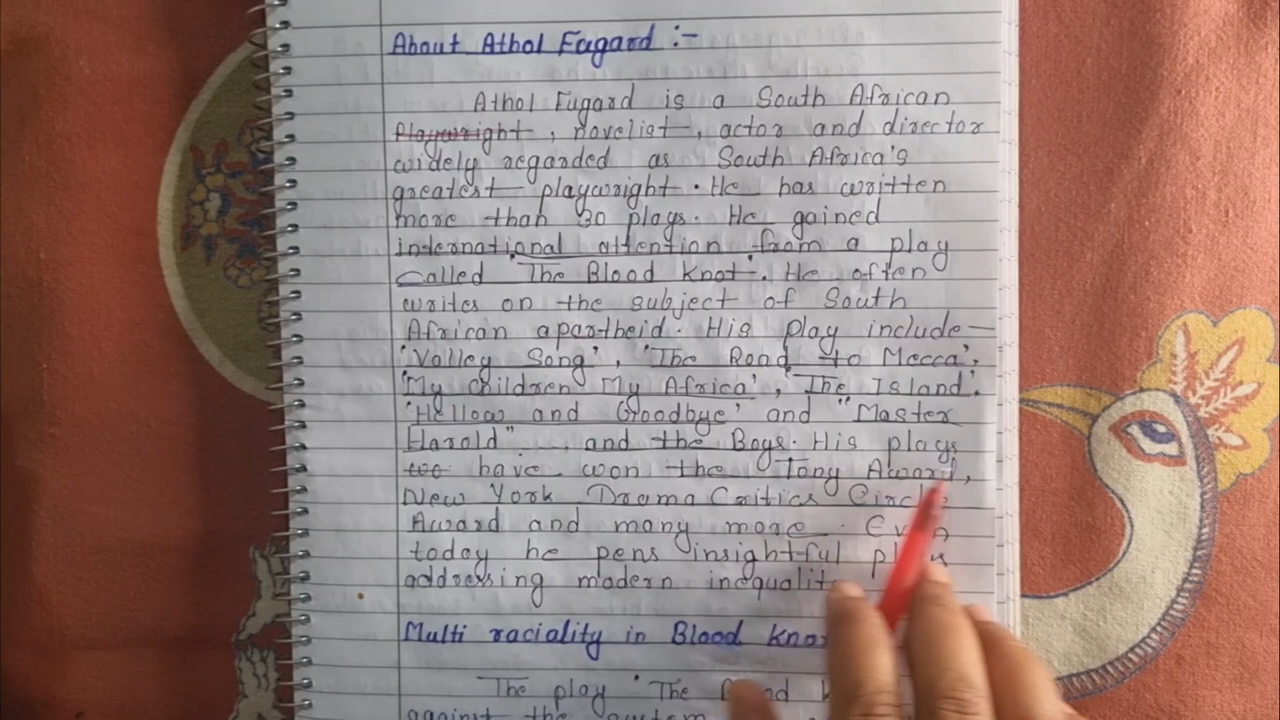 About Athol Fugard :-
Athol Fugard is a South African
Playwright, novelist, actor and director
widely regarded as South Africa's
greatest playwright. He has written
more than 30 plays. He gained
international attention from a play
called 'The Blood Knot'. He often
writes on the subject of South
African apartheid. His play include—
'Valley Song', 'The Road to Mecca',
'My children My Africa', 'The Island'.
'Hellow and Goodbye' and "Master
Harold" ... and the Boys. His plays
have won the Tony Award,
New York Drama Critics Circle
Award and many more. Even
today he pens insightful plays
addressing modern
Multi raciality in Blood
The play 'The
against the